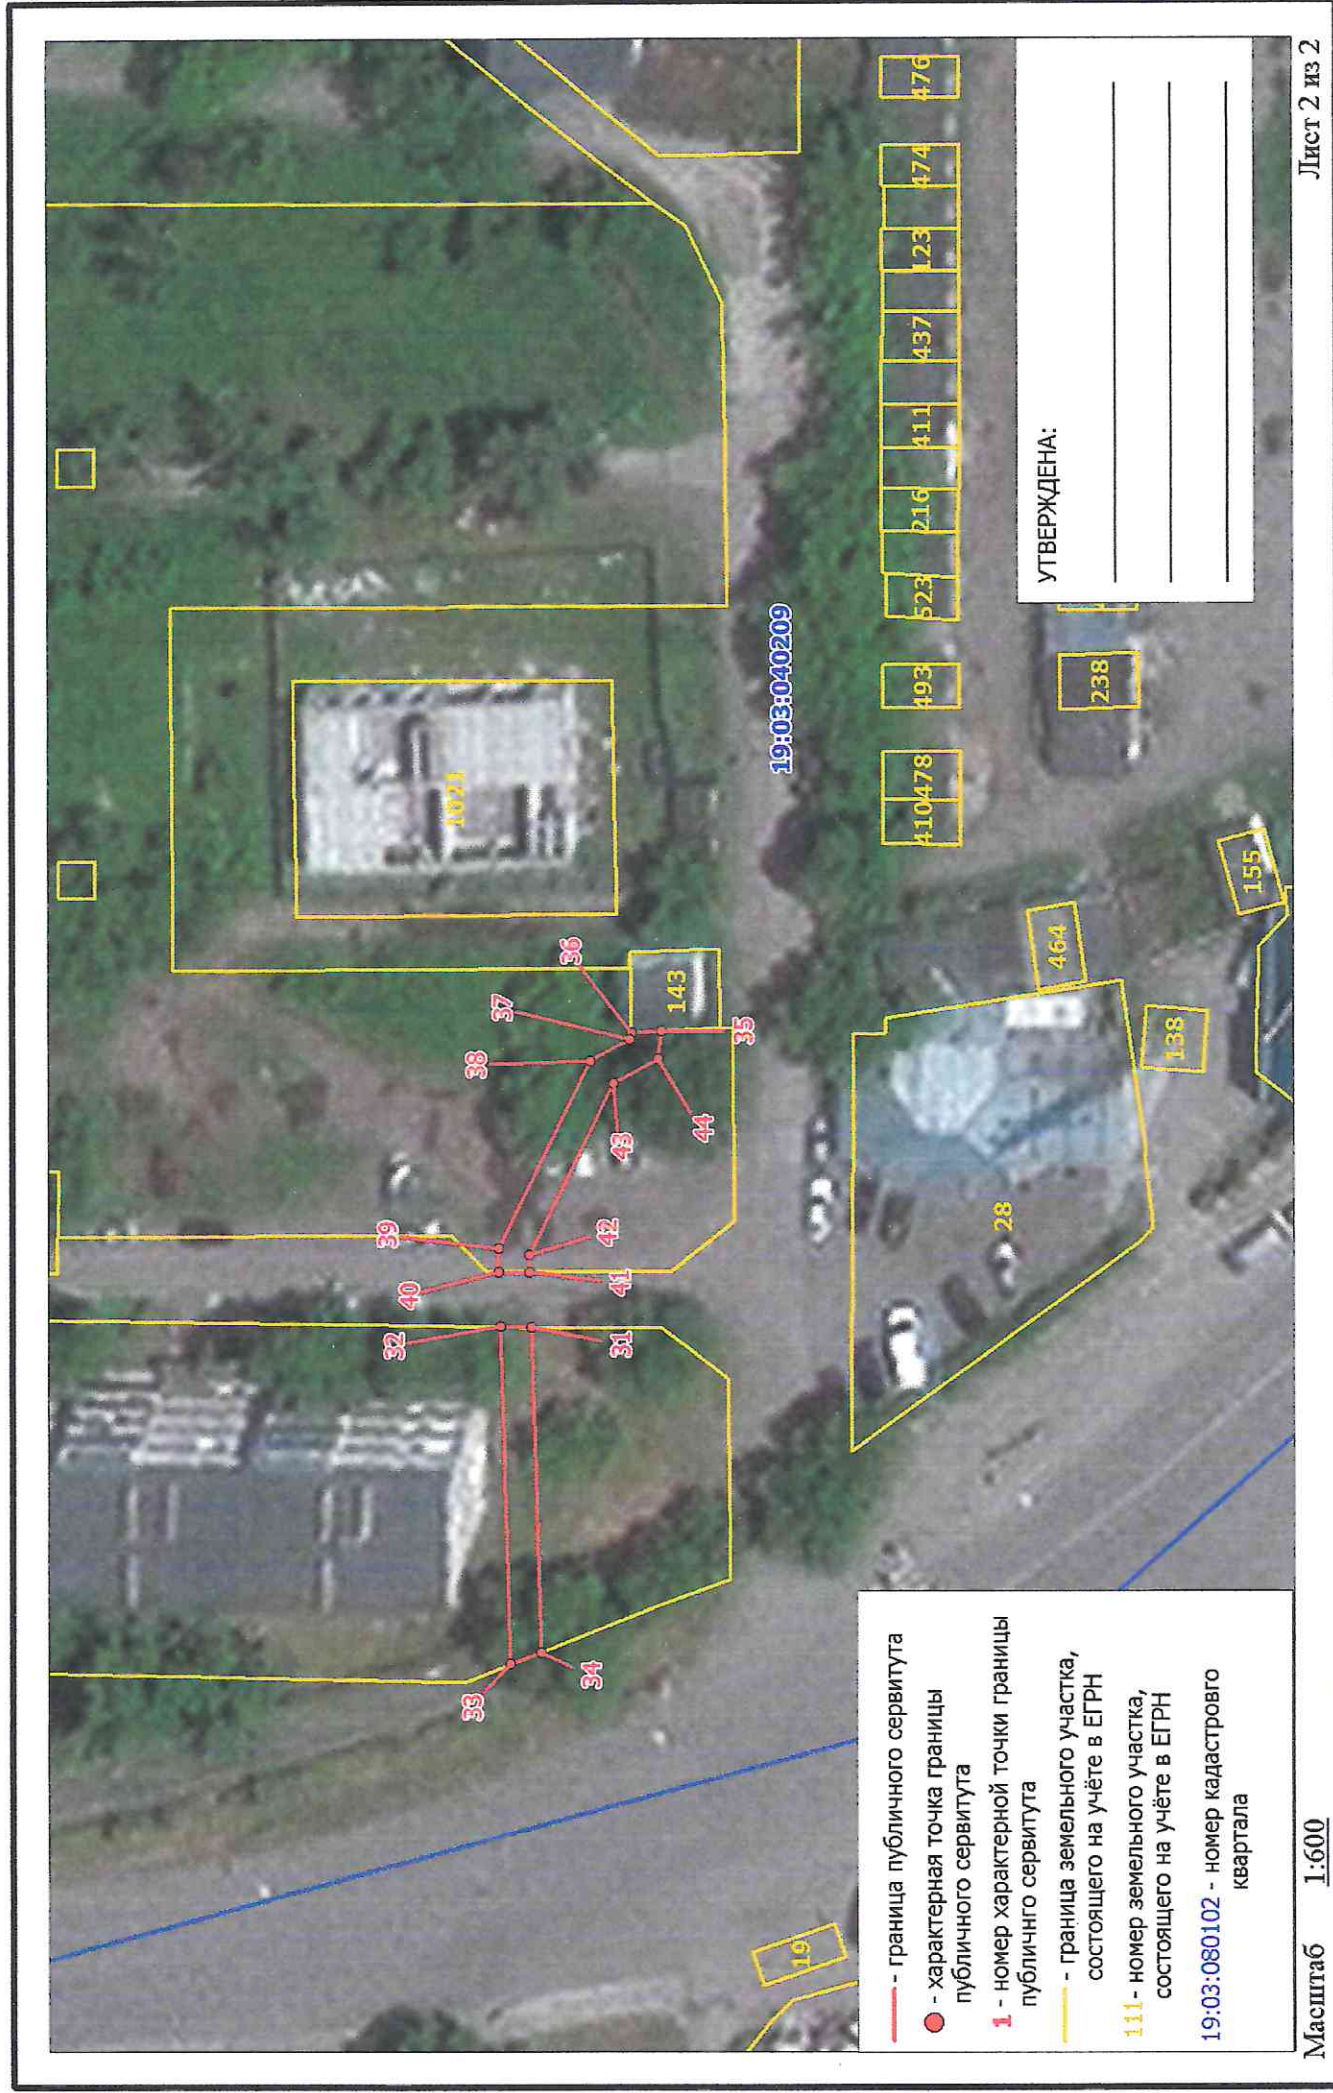 33
34
32
31
40
41
39
42
38
37
36
43
44
35
143
1021
19:03:040209
476
474
123
437
411
216
523
493
478
410
238
155
464
138
28
19
УТВЕРЖДЕНА:
- граница публичного сервитута
- характерная точка границы
публичного сервитута
1 - номер характерной точки границы
публичнго сервитута
- граница земельного участка,
состоящего на учёте в ЕГРН
111 - номер земельного участка,
состоящего на учёте в ЕГРН
19:03:080102 - номер кадастрового
квартала
Масштаб 1:600
Лист 2 из 2